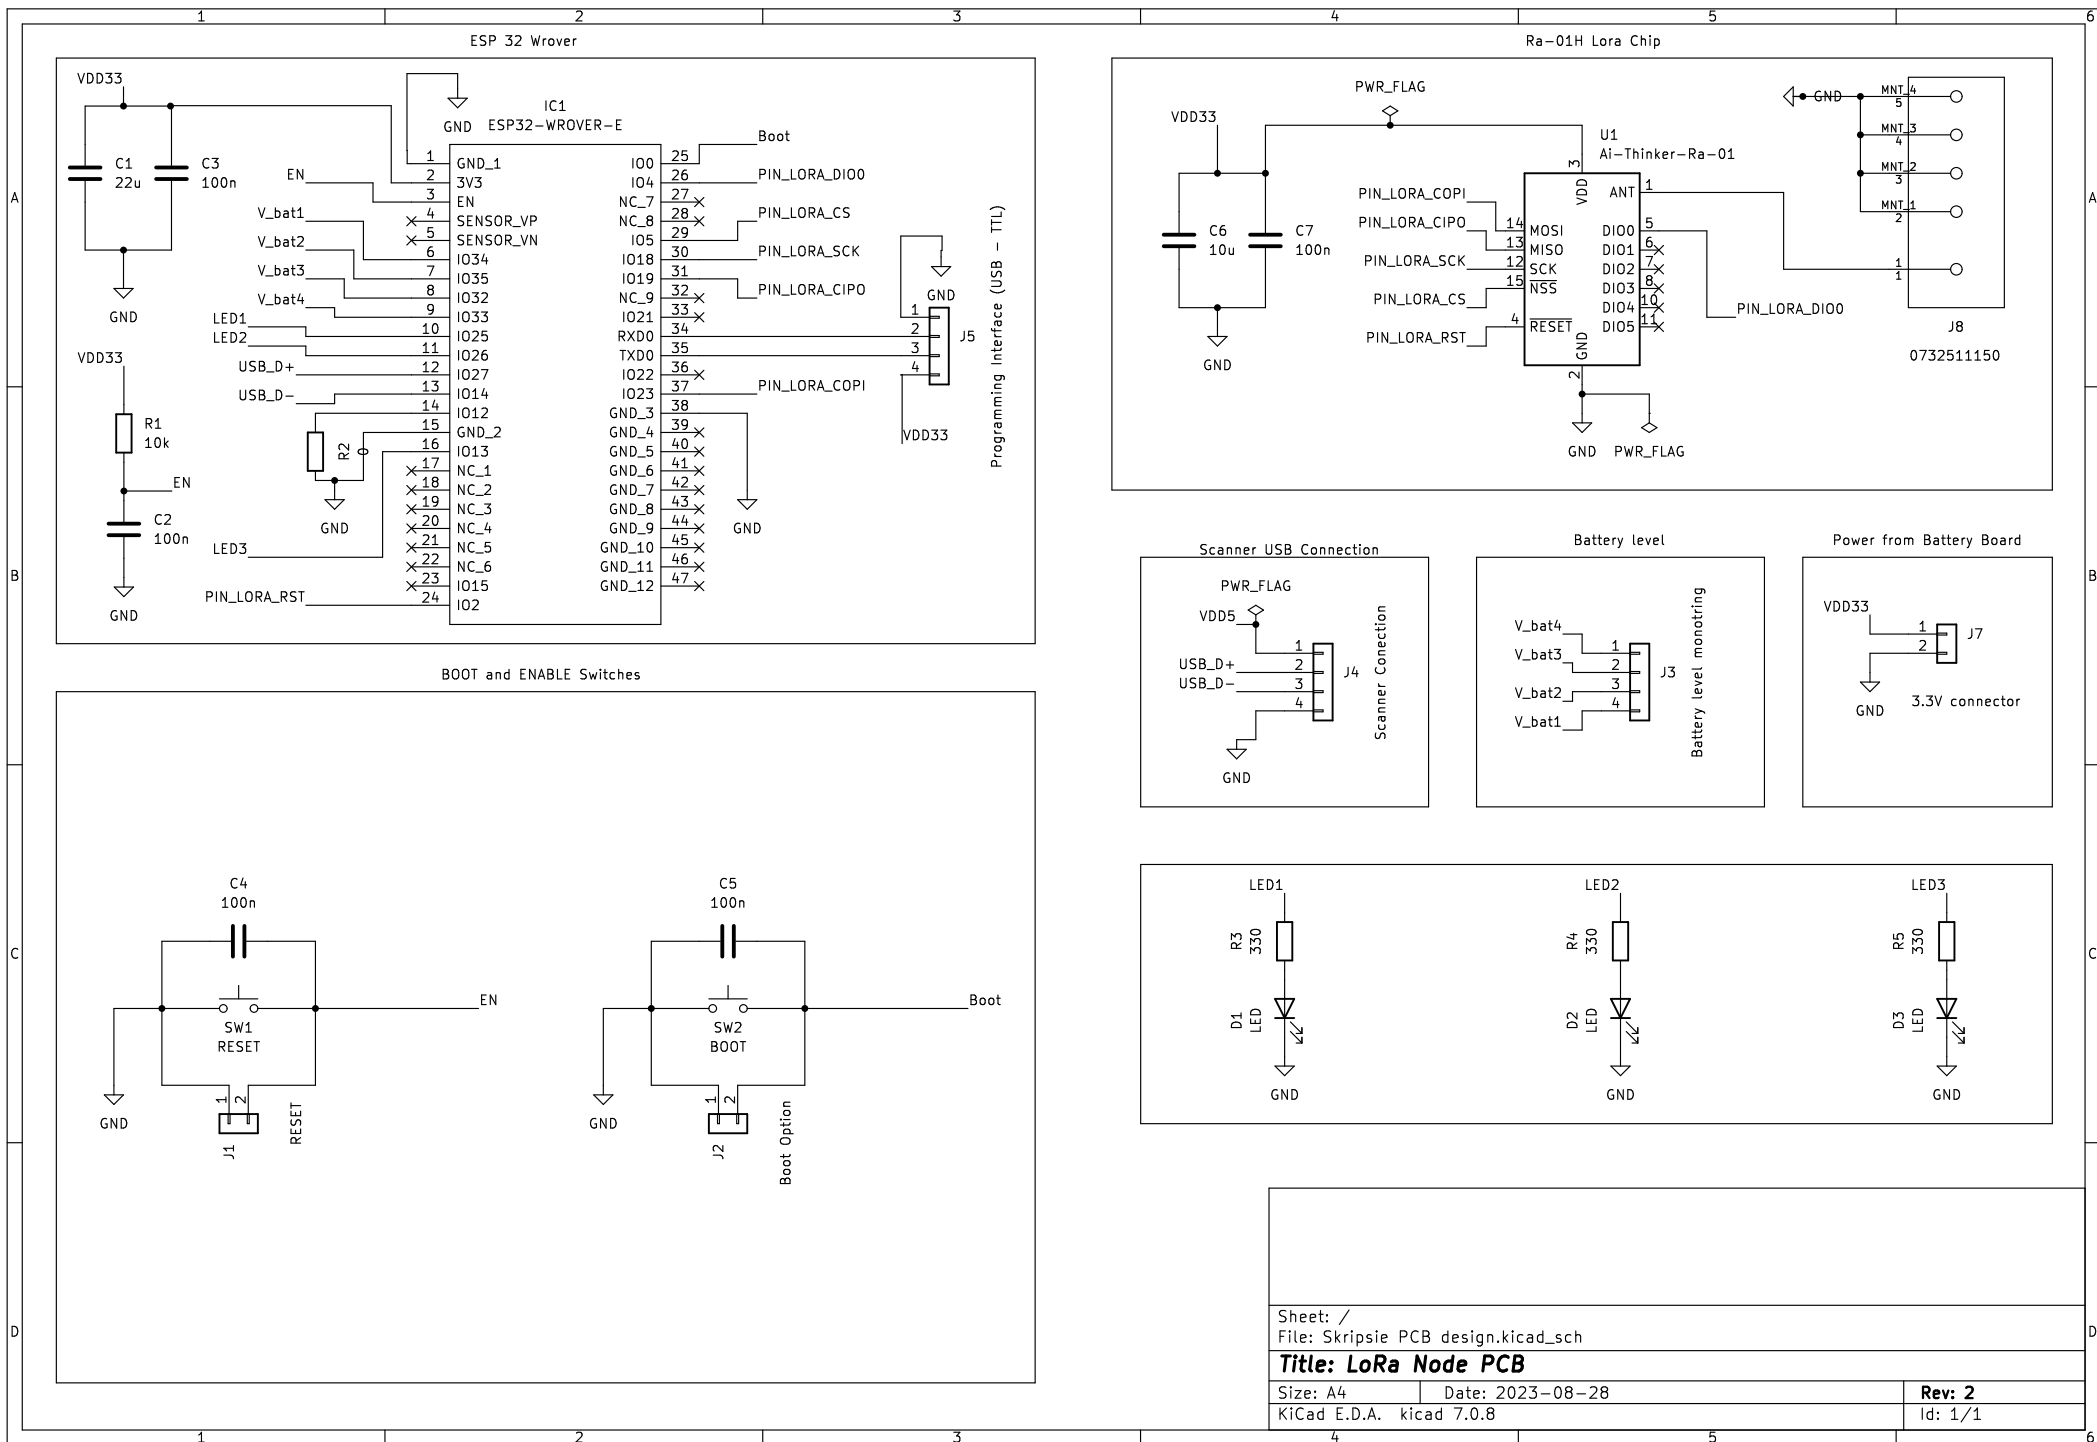 1 2 3 4 5 6
A
B
C
D
A
B
C
D
ESP 32 Wrover
VDD33
C1
22u
C3
100n
GND
GND
IC1
ESP32-WROVER-E
EN
V_bat1
V_bat2
V_bat3
V_bat4
LED1
LED2
USB_D+
USB_D-
LED3
PIN_LORA_RST
VDD33
R1
10k
EN
C2
100n
GND
R2
0
GND
1 GND_1
2 3V3
3 EN
4 SENSOR_VP
5 SENSOR_VN
6 IO34
7 IO35
8 IO32
9 IO33
10 IO25
11 IO26
12 IO27
13 IO14
14 IO12
15 GND_2
16 IO13
17 NC_1
18 NC_2
19 NC_3
20 NC_4
21 NC_5
22 NC_6
23 IO15
24 IO2
IO0 25
IO4 26
NC_7 27
NC_8 28
IO5 29
IO18 30
IO19 31
NC_9 32
IO21 33
RXD0 34
TXD0 35
IO22 36
IO23 37
GND_3 38
GND_4 39
GND_5 40
GND_6 41
GND_7 42
GND_8 43
GND_9 44
GND_10 45
GND_11 46
GND_12 47
Boot
PIN_LORA_DIO0
PIN_LORA_CS
PIN_LORA_SCK
PIN_LORA_CIPO
PIN_LORA_COPI
GND
GND
1
2
3
4
J5
VDD33
Programming Interface (USB - TTL)
Ra-01H Lora Chip
PWR_FLAG
VDD33
C6
10u
C7
100n
GND
U1
Ai-Thinker-Ra-01
PIN_LORA_COPI
PIN_LORA_CIPO
PIN_LORA_SCK
PIN_LORA_CS
PIN_LORA_RST
3 VDD
14 MOSI
13 MISO
12 SCK
15 NSS
4 RESET
ANT 1
DIO0 5
DIO1 6
DIO2 7
DIO3 8
DIO4 10
DIO5 11
GND 2
GND
PWR_FLAG
PIN_LORA_DIO0
GND
MNT_4
5
MNT_3
4
MNT_2
3
MNT_1
2
1
1
J8
0732511150
Scanner USB Connection
PWR_FLAG
VDD5
USB_D+
USB_D-
1
2
3
4
J4
GND
Scanner Conection
Battery level
V_bat4
V_bat3
V_bat2
V_bat1
1
2
3
4
J3
Battery level monotring
Power from Battery Board
VDD33
1
2
J7
GND
3.3V connector
BOOT and ENABLE Switches
C4
100n
EN
SW1
RESET
GND
1 2
J1
RESET
C5
100n
Boot
SW2
BOOT
GND
1 2
J2
Boot Option
LED1
R3
330
D1
LED
GND
LED2
R4
330
D2
LED
GND
LED3
R5
330
D3
LED
GND
Sheet: /
File: Skripsie PCB design.kicad_sch
Title: LoRa Node PCB
Size: A4 Date: 2023-08-28 Rev: 2
KiCad E.D.A. kicad 7.0.8 Id: 1/1
1 2 3 4 5 6